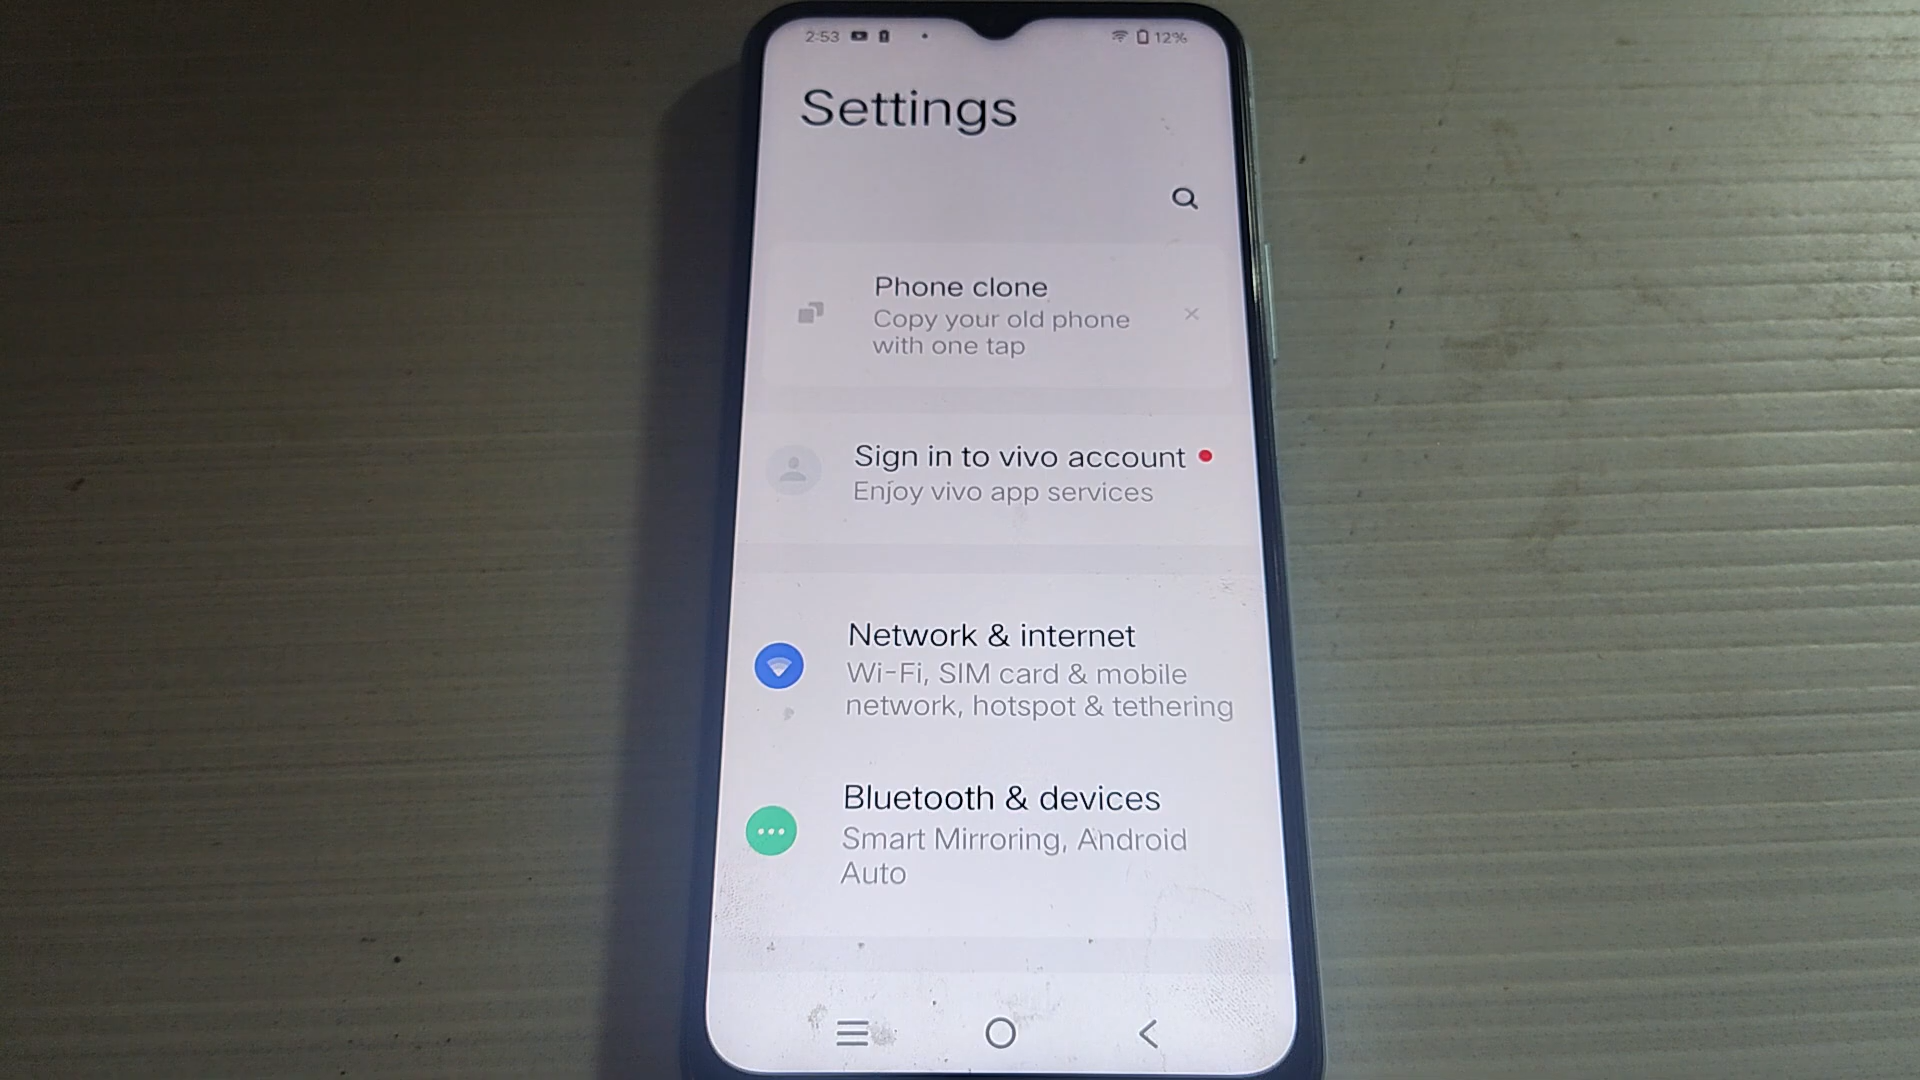 2:53 12%
Settings
Phone clone
Copy your old phone
with one tap
Sign in to vivo account
Enjoy vivo app services
Network & internet
Wi-Fi, SIM card & mobile
network, hotspot & tethering
Bluetooth & devices
Smart Mirroring, Android
Auto